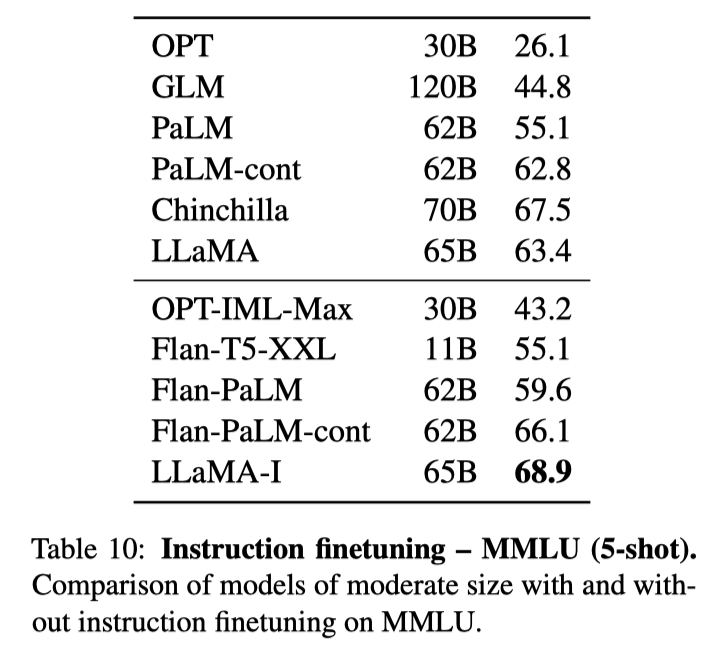 OPT 30B 26.1
GLM 120B 44.8
PaLM 62B 55.1
PaLM-cont 62B 62.8
Chinchilla 70B 67.5
LLaMA 65B 63.4
OPT-IML-Max 30B 43.2
Flan-T5-XXL 11B 55.1
Flan-PaLM 62B 59.6
Flan-PaLM-cont 62B 66.1
LLaMA-I 65B 68.9
Table 10: Instruction finetuning – MMLU (5-shot).
Comparison of models of moderate size with and with-
out instruction finetuning on MMLU.